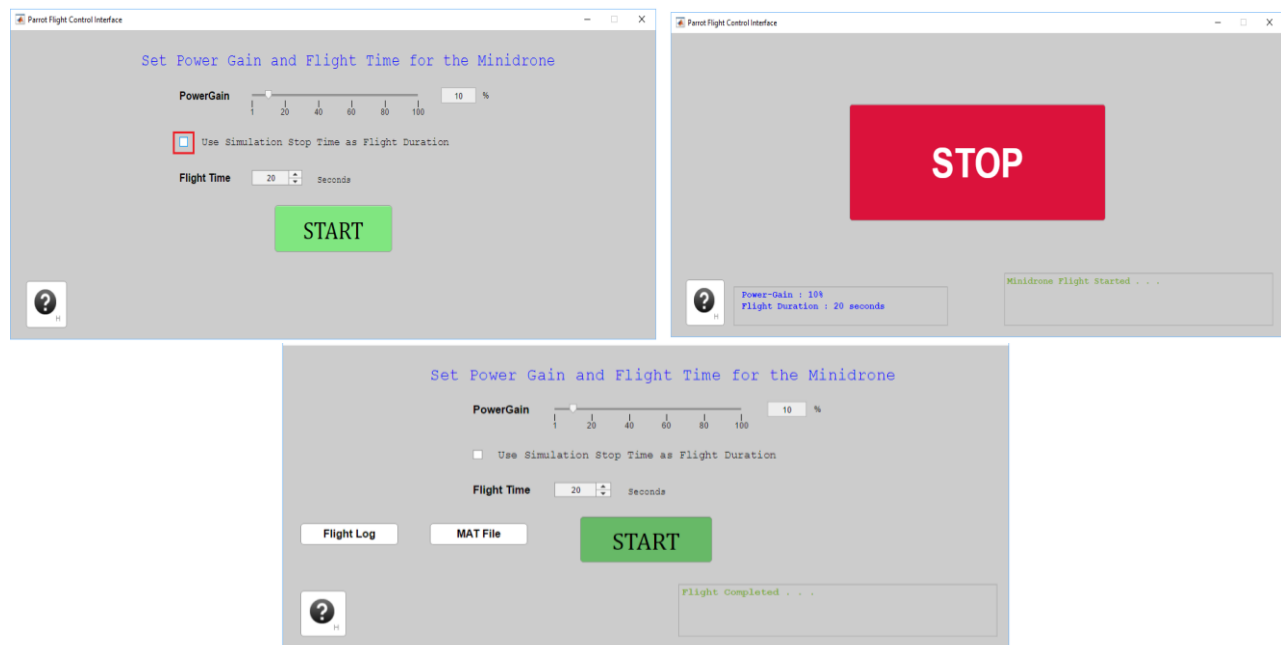 Parrot Flight Control Interface
Set Power Gain and Flight Time for the Minidrone
PowerGain
10 %
1 20 40 60 80 100
Use Simulation Stop Time as Flight Duration
Flight Time 20 Seconds
START
?
H
Parrot Flight Control Interface
STOP
?
H
Power-Gain : 10%
Flight Duration : 20 seconds
Minidrone Flight Started . . .
Set Power Gain and Flight Time for the Minidrone
PowerGain
10 %
1 20 40 60 80 100
Use Simulation Stop Time as Flight Duration
Flight Time 20 Seconds
Flight Log
MAT File
START
?
H
Flight Completed . . .